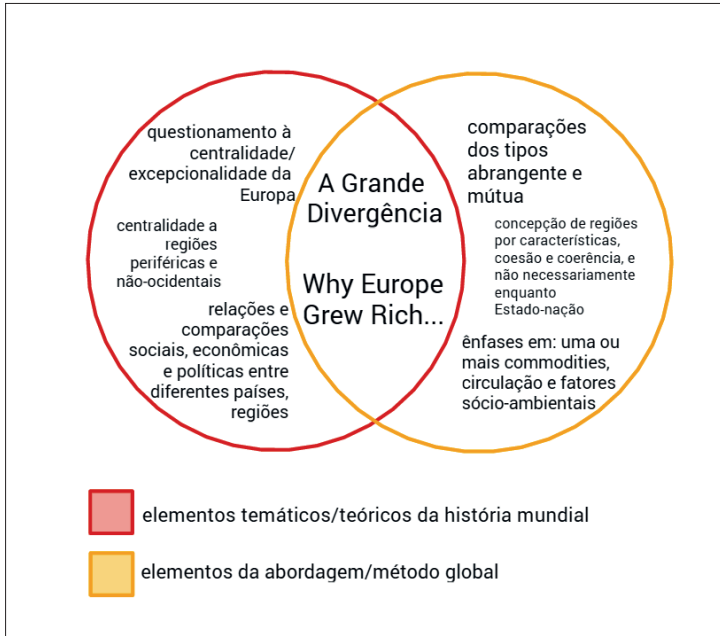 questionamento à
centralidade/
excepcionalidade da
Europa
centralidade a
regiões
periféricas e
não-ocidentais
relações e
comparações
sociais, econômicas
e políticas entre
diferentes países,
regiões
A Grande
Divergência
Why Europe
Grew Rich...
comparações
dos tipos
abrangente e
mútua
concepção de regiões
por características,
coesão e coerência, e
não necessariamente
enquanto
Estado-nação
ênfases em: uma ou
mais commodities,
circulação e fatores
sócio-ambientais
elementos temáticos/teóricos da história mundial
elementos da abordagem/método global